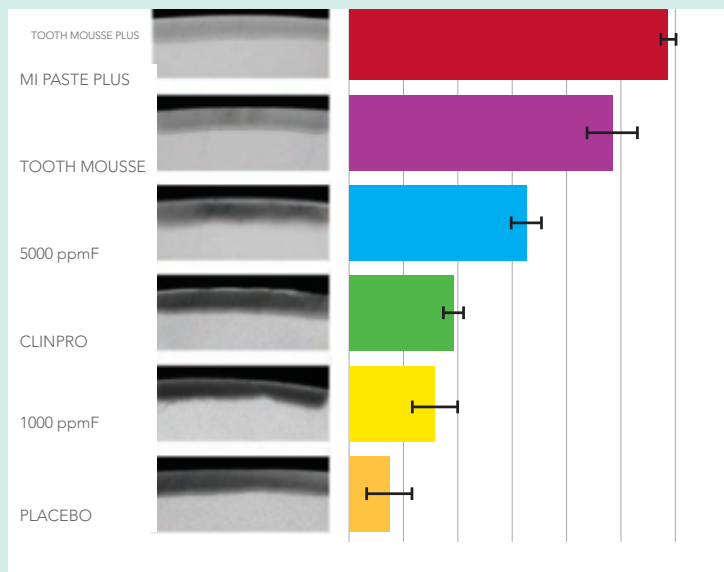 TOOTH MOUSSE PLUS
MI PASTE PLUS
TOOTH MOUSSE
5000 ppmF
CLINPRO
1000 ppmF
PLACEBO